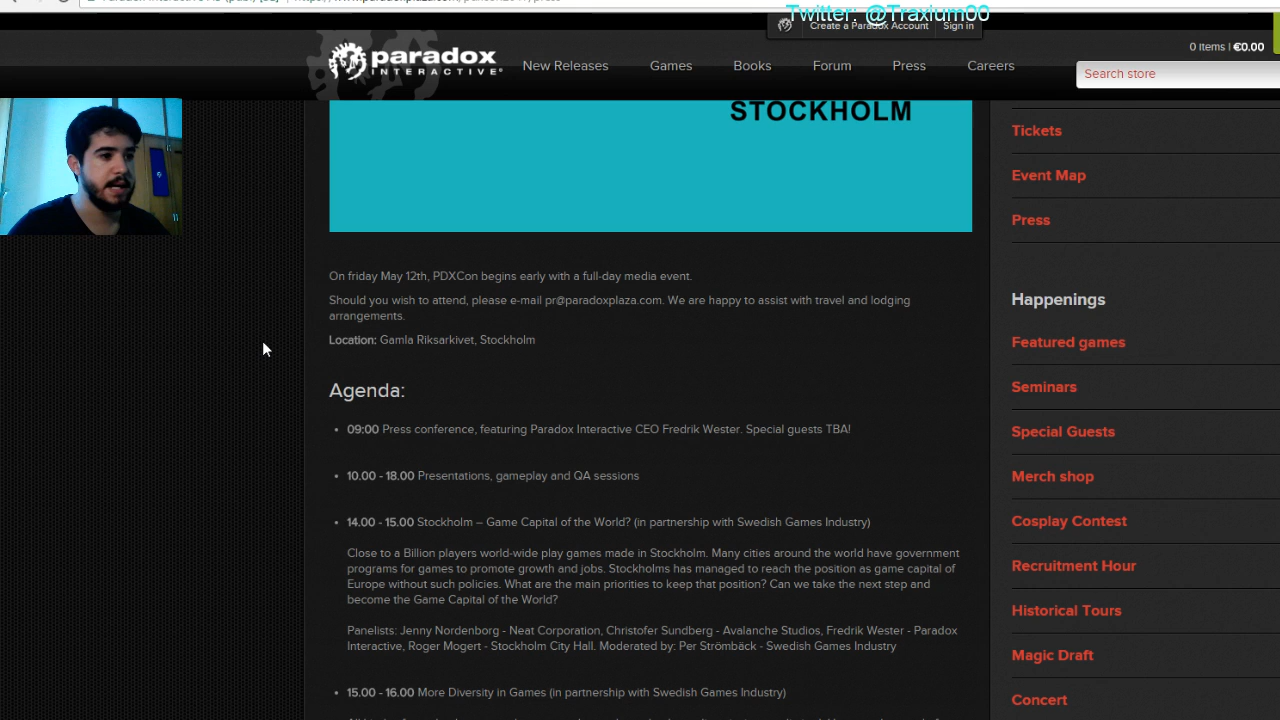 Twitter: @Traxium00
Create a Paradox Account
Sign in
0 items | €0.00
paradox
INTERACTIVE
New Releases
Games
Books
Forum
Press
Careers
Search store
STOCKHOLM
Tickets
Event Map
Press
On friday May 12th, PDXCon begins early with a full-day media event.
Should you wish to attend, please e-mail pr@paradoxplaza.com. We are happy to assist with travel and lodging
arrangements.
Location: Gamla Riksarkivet, Stockholm
Agenda:
• 09:00 Press conference, featuring Paradox Interactive CEO Fredrik Wester. Special guests TBA!
• 10.00 - 18.00 Presentations, gameplay and QA sessions
• 14.00 - 15.00 Stockholm – Game Capital of the World? (in partnership with Swedish Games Industry)
Close to a Billion players world-wide play games made in Stockholm. Many cities around the world have government
programs for games to promote growth and jobs. Stockholms has managed to reach the position as game capital of
Europe without such policies. What are the main priorities to keep that position? Can we take the next step and
become the Game Capital of the World?
Panelists: Jenny Nordenborg - Neat Corporation, Christofer Sundberg - Avalanche Studios, Fredrik Wester - Paradox
Interactive, Roger Mogert - Stockholm City Hall. Moderated by: Per Strömbäck - Swedish Games Industry
• 15.00 - 16.00 More Diversity in Games (in partnership with Swedish Games Industry)
Happenings
Featured games
Seminars
Special Guests
Merch shop
Cosplay Contest
Recruitment Hour
Historical Tours
Magic Draft
Concert